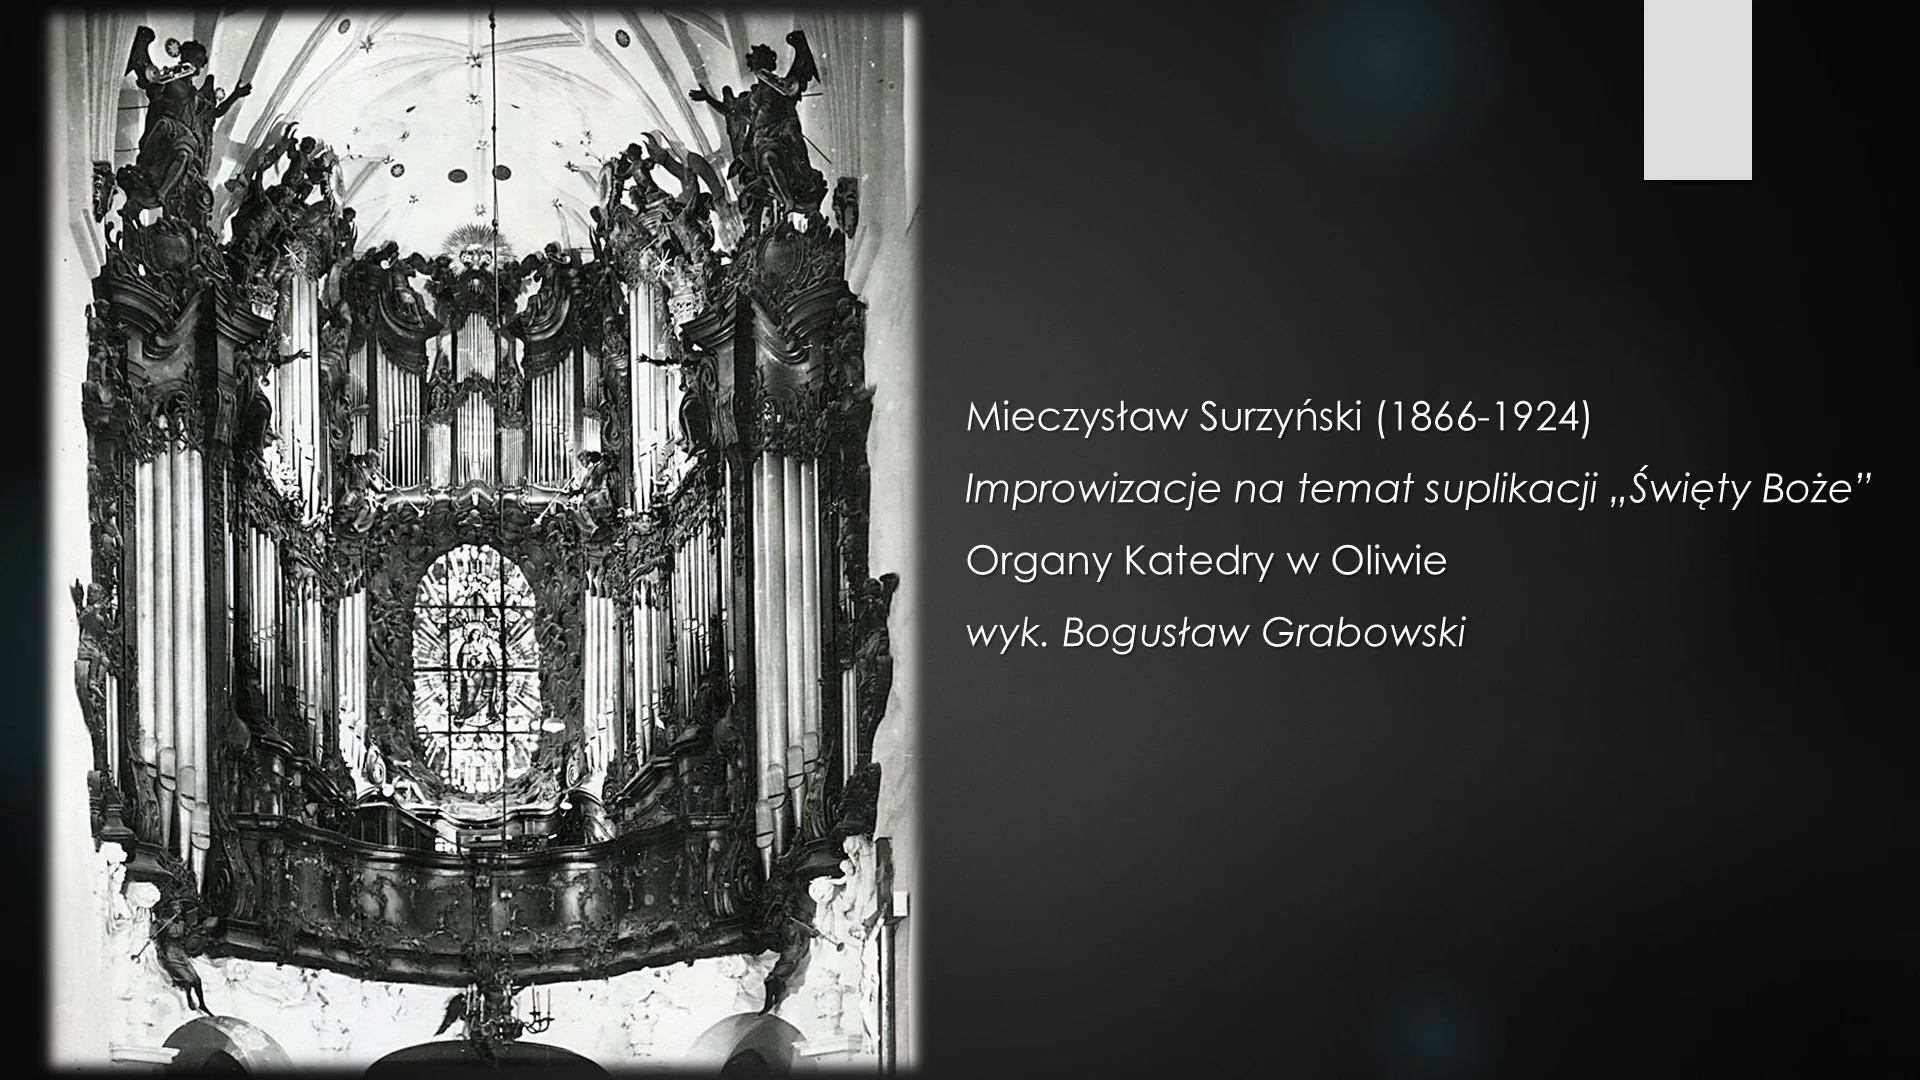 Mieczysław Surzyński (1866-1924)
Improwizacje na temat suplikacji „Święty Boże”
Organy Katedry w Oliwie
wyk. Bogusław Grabowski